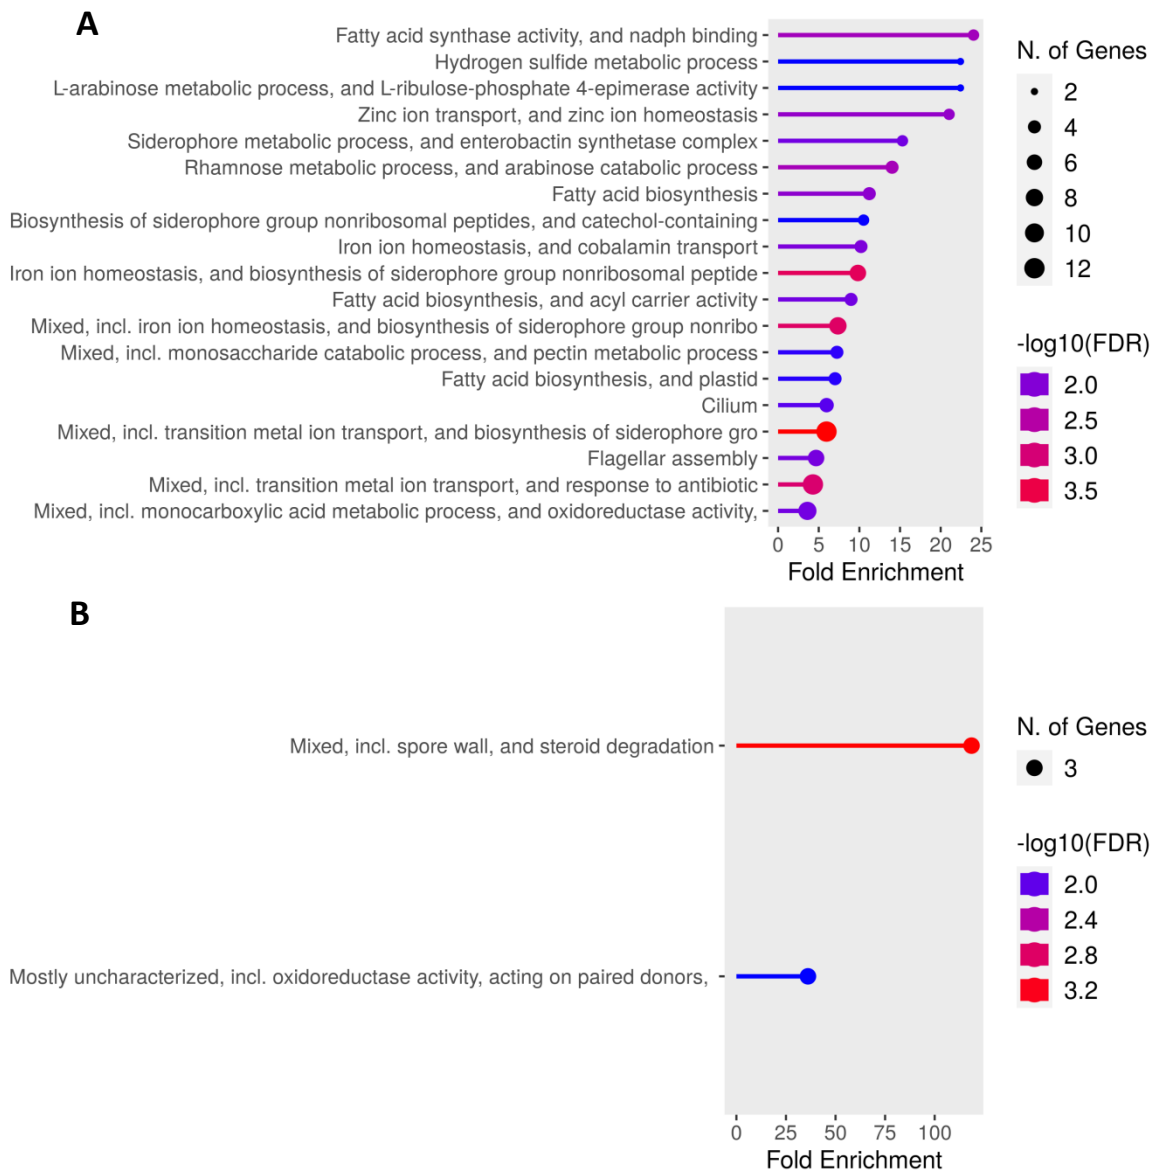 A
Fatty acid synthase activity, and nadph binding
Hydrogen sulfide metabolic process
L-arabinose metabolic process, and L-ribulose-phosphate 4-epimerase activity
Zinc ion transport, and zinc ion homeostasis
Siderophore metabolic process, and enterobactin synthetase complex
Rhamnose metabolic process, and arabinose catabolic process
Fatty acid biosynthesis
Biosynthesis of siderophore group nonribosomal peptides, and catechol-containing
Iron ion homeostasis, and cobalamin transport
Iron ion homeostasis, and biosynthesis of siderophore group nonribosomal peptide
Fatty acid biosynthesis, and acyl carrier activity
Mixed, incl. iron ion homeostasis, and biosynthesis of siderophore group nonribo
Mixed, incl. monosaccharide catabolic process, and pectin metabolic process
Fatty acid biosynthesis, and plastid
Cilium
Mixed, incl. transition metal ion transport, and biosynthesis of siderophore gro
Flagellar assembly
Mixed, incl. transition metal ion transport, and response to antibiotic
Mixed, incl. monocarboxylic acid metabolic process, and oxidoreductase activity,
0 5 10 15 20 25
Fold Enrichment
N. of Genes
2
4
6
8
10
12
-log10(FDR)
2.0
2.5
3.0
3.5
B
Mixed, incl. spore wall, and steroid degradation
Mostly uncharacterized, incl. oxidoreductase activity, acting on paired donors,
0 25 50 75 100
Fold Enrichment
N. of Genes
3
-log10(FDR)
2.0
2.4
2.8
3.2